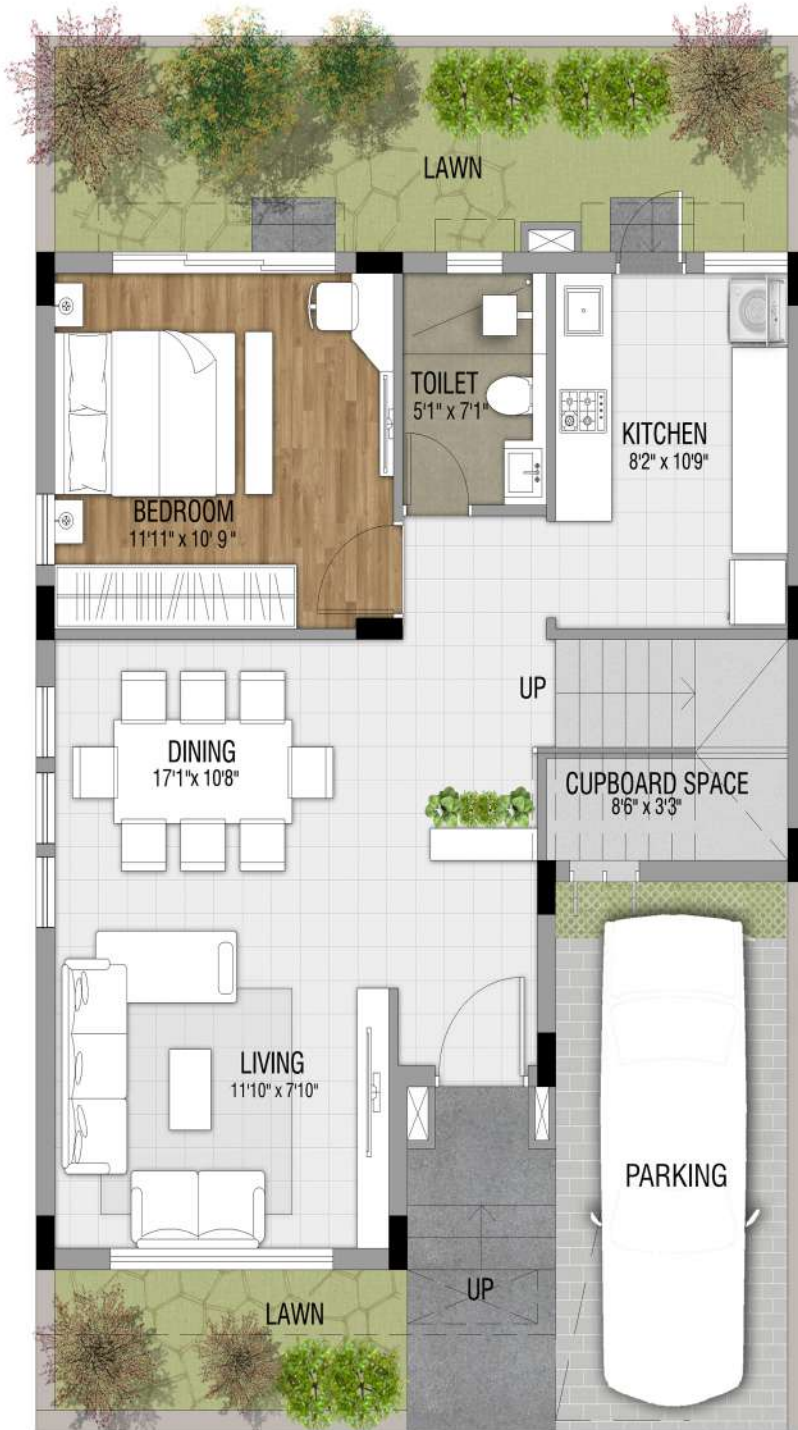 LAWN
TOILET
5'1" x 7'1"
KITCHEN
8'2" x 10'9"
BEDROOM
11'11" x 10' 9"
UP
DINING
17'1"x 10'8"
CUPBOARD SPACE
8'6" x 3'3"
LIVING
11'10" x 7'10"
PARKING
UP
LAWN